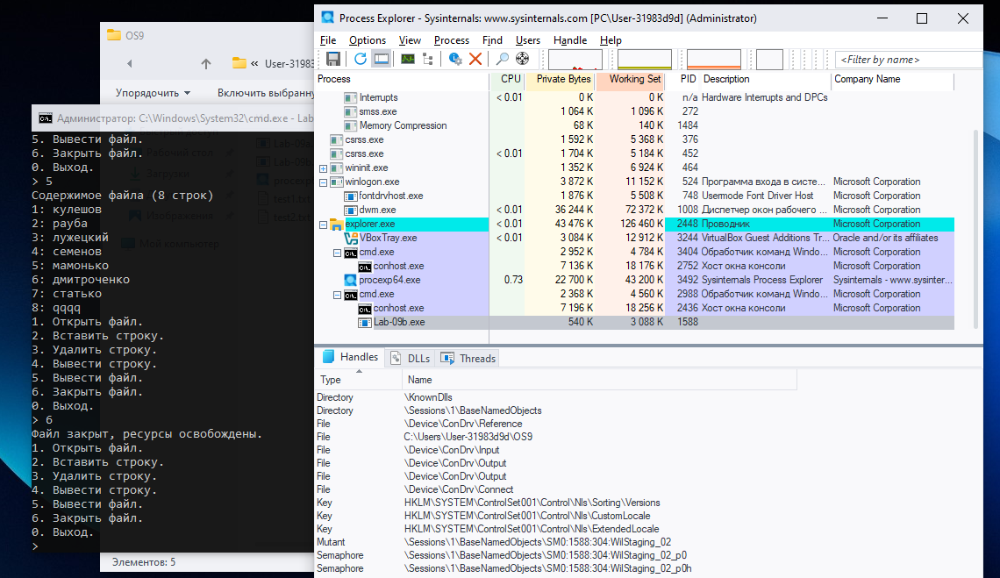 OS9
« User-31983
Упорядочить
Включить выбранну
Администратор: C:\Windows\System32\cmd.exe - Lab-
5. Вывести файл.
6. Закрыть файл.
0. Выход.
> 5
Содержимое файла (8 строк)
1: кулешов
2: рауба
3: лужецкий
4: семенов
5: мамонько
6: дмитроченко
7: статько
8: qqqq
1. Открыть файл.
2. Вставить строку.
3. Удалить строку.
4. Вывести строку.
5. Вывести файл.
6. Закрыть файл.
0. Выход.
> 6
Файл закрыт, ресурсы освобождены.
1. Открыть файл.
2. Вставить строку.
3. Удалить строку.
4. Вывести строку.
5. Вывести файл.
6. Закрыть файл.
0. Выход.
>
Рабочий стол
Загрузки
Изображения
Мой компьютер
test1.txt
Элементов: 5
Process Explorer - Sysinternals: www.sysinternals.com [PC\User-31983d9d] (Administrator)
File Options View Process Find Users Handle Help
<Filter by name>
Process CPU Private Bytes Working Set PID Description Company Name
Interrupts < 0.01 0 K 0 K n/a Hardware Interrupts and DPCs
smss.exe 1 064 K 1 096 K 272
Memory Compression 68 K 140 K 1484
csrss.exe 1 592 K 5 368 K 376
csrss.exe < 0.01 1 704 K 5 184 K 452
wininit.exe 1 352 K 6 924 K 464
winlogon.exe 3 872 K 11 152 K 524 Программа входа в систе... Microsoft Corporation
fontdrvhost.exe 1 876 K 5 508 K 748 Usermode Font Driver Host Microsoft Corporation
dwm.exe < 0.01 36 244 K 72 372 K 1008 Диспетчер окон рабочего ... Microsoft Corporation
explorer.exe < 0.01 43 476 K 126 460 K 2448 Проводник Microsoft Corporation
VBoxTray.exe < 0.01 3 084 K 12 912 K 3244 VirtualBox Guest Additions Tr... Oracle and/or its affiliates
cmd.exe 2 952 K 4 784 K 3404 Обработчик команд Windo... Microsoft Corporation
conhost.exe 7 136 K 18 176 K 2752 Хост окна консоли Microsoft Corporation
procexp64.exe 0.73 22 700 K 43 200 K 3492 Sysinternals Process Explorer Sysinternals - www.sysinter...
cmd.exe 2 368 K 4 560 K 2988 Обработчик команд Windo... Microsoft Corporation
conhost.exe 7 196 K 18 256 K 2436 Хост окна консоли Microsoft Corporation
Lab-09b.exe 540 K 3 088 K 1588
Handles DLLs Threads
Type Name
Directory \KnownDlls
Directory \Sessions\1\BaseNamedObjects
File \Device\ConDrv\Reference
File C:\Users\User-31983d9d\OS9
File \Device\ConDrv\Input
File \Device\ConDrv\Output
File \Device\ConDrv\Output
File \Device\ConDrv\Connect
Key HKLM\SYSTEM\ControlSet001\Control\Nls\Sorting\Versions
Key HKLM\SYSTEM\ControlSet001\Control\Nls\CustomLocale
Key HKLM\SYSTEM\ControlSet001\Control\Nls\ExtendedLocale
Mutant \Sessions\1\BaseNamedObjects\SM0:1588:304:WilStaging_02
Semaphore \Sessions\1\BaseNamedObjects\SM0:1588:304:WilStaging_02_p0
Semaphore \Sessions\1\BaseNamedObjects\SM0:1588:304:WilStaging_02_p0h